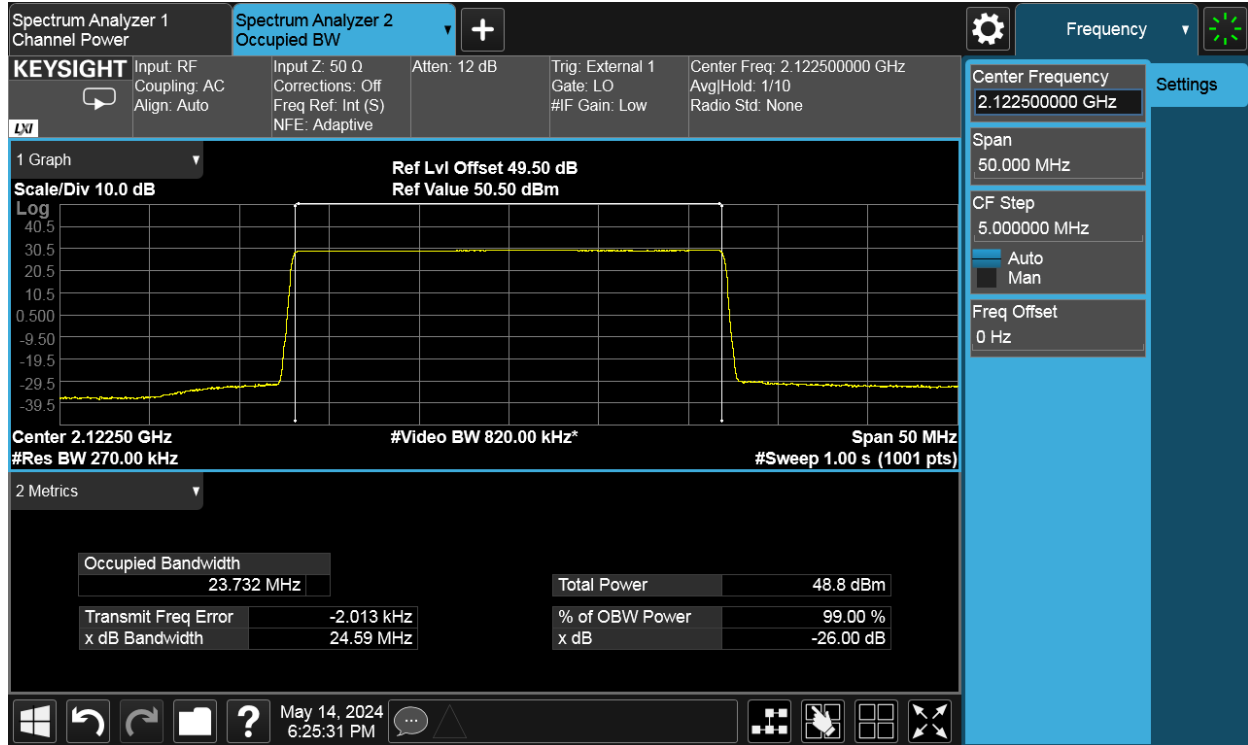 Spectrum Analyzer 1
Channel Power
Spectrum Analyzer 2
Occupied BW
Frequency
KEYSIGHT
LXI
Input: RF
Coupling: AC
Align: Auto
Input Z: 50 Ω
Corrections: Off
Freq Ref: Int (S)
NFE: Adaptive
Atten: 12 dB
Trig: External 1
Gate: LO
#IF Gain: Low
Center Freq: 2.122500000 GHz
Avg|Hold: 1/10
Radio Std: None
Center Frequency
2.122500000 GHz
Settings
Span
50.000 MHz
CF Step
5.000000 MHz
Auto
Man
Freq Offset
0 Hz
1 Graph
Scale/Div 10.0 dB
Ref Lvl Offset 49.50 dB
Ref Value 50.50 dBm
Log
40.5
30.5
20.5
10.5
0.500
-9.50
-19.5
-29.5
-39.5
Center 2.12250 GHz
#Video BW 820.00 kHz*
Span 50 MHz
#Res BW 270.00 kHz
#Sweep 1.00 s (1001 pts)
2 Metrics
Occupied Bandwidth
23.732 MHz
Total Power 48.8 dBm
Transmit Freq Error -2.013 kHz
% of OBW Power 99.00 %
x dB Bandwidth 24.59 MHz
x dB -26.00 dB
?
May 14, 2024
6:25:31 PM